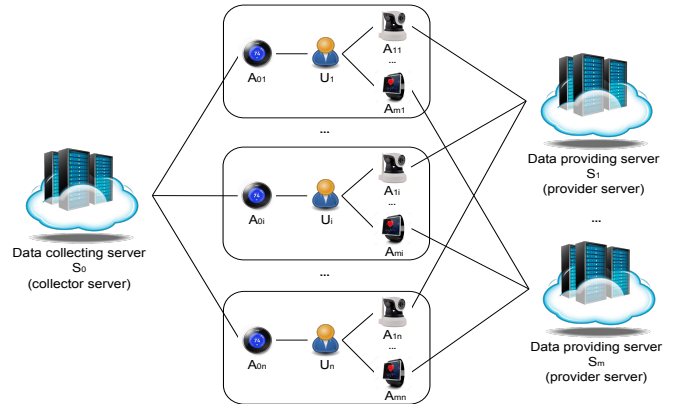 A01
U1
A11
...
Am1
...
A0i
Ui
A1i
...
Ami
...
A0n
Un
A1n
...
Amn
Data collecting server
S0
(collector server)
Data providing server
S1
(provider server)
...
Data providing server
Sm
(provider server)